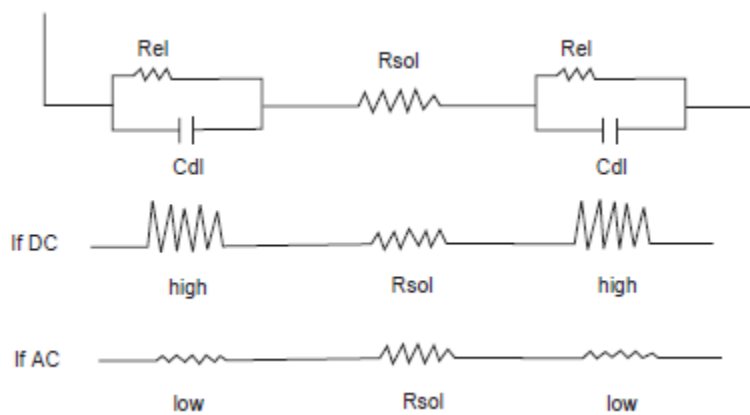 Rel
Rsol
Rel
Cdl
Cdl
If DC
high
Rsol
high
If AC
low
Rsol
low